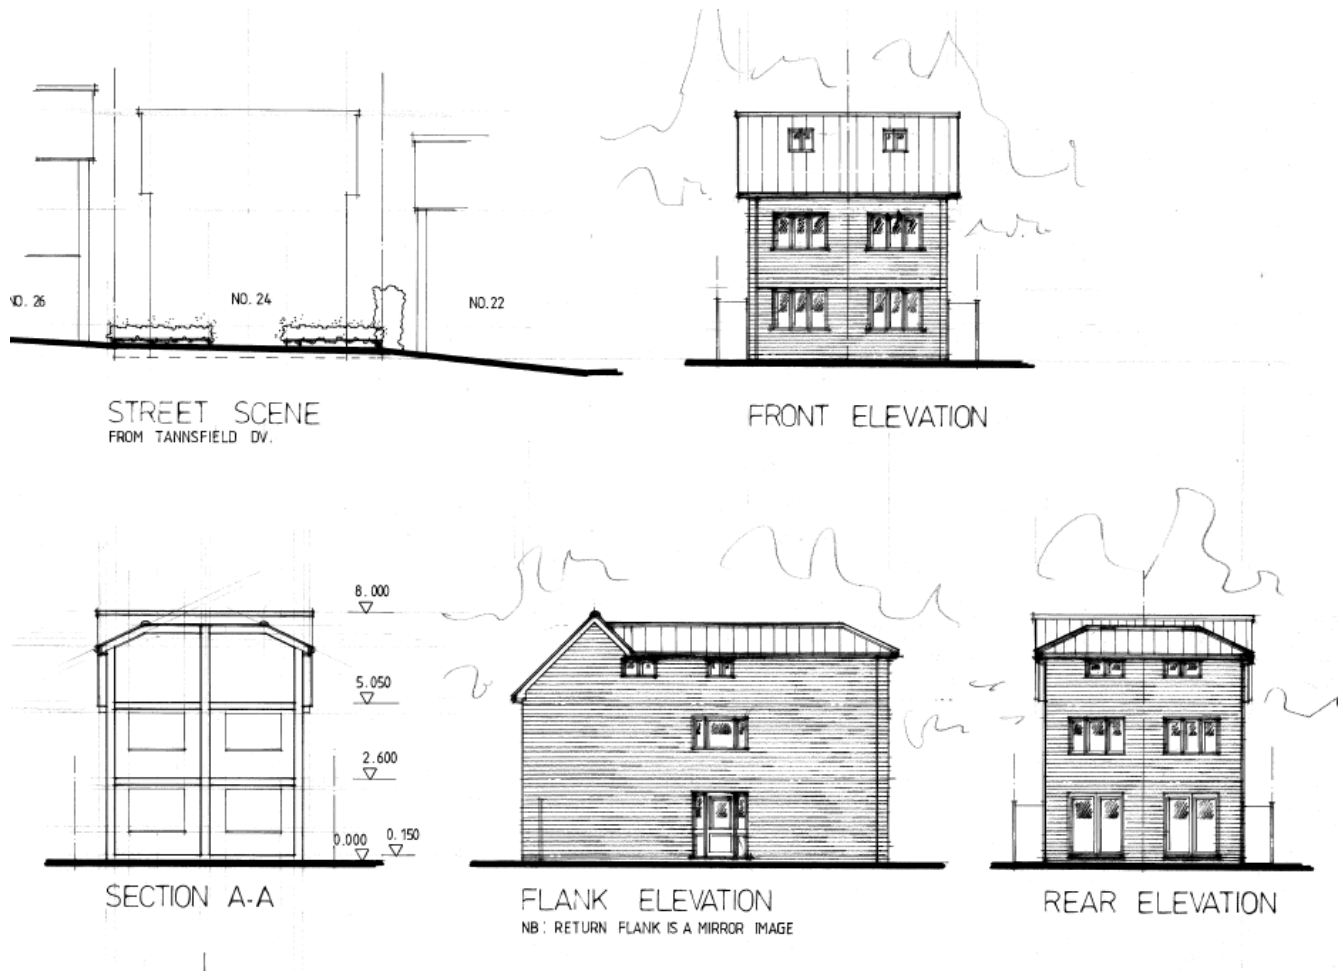 NO. 26
NO. 24
NO. 22
STREET SCENE
FROM TANNSFIELD DV.
FRONT ELEVATION
8.000
5.050
2.600
0.000
0.150
SECTION A-A
FLANK ELEVATION
NB: RETURN FLANK IS A MIRROR IMAGE
REAR ELEVATION